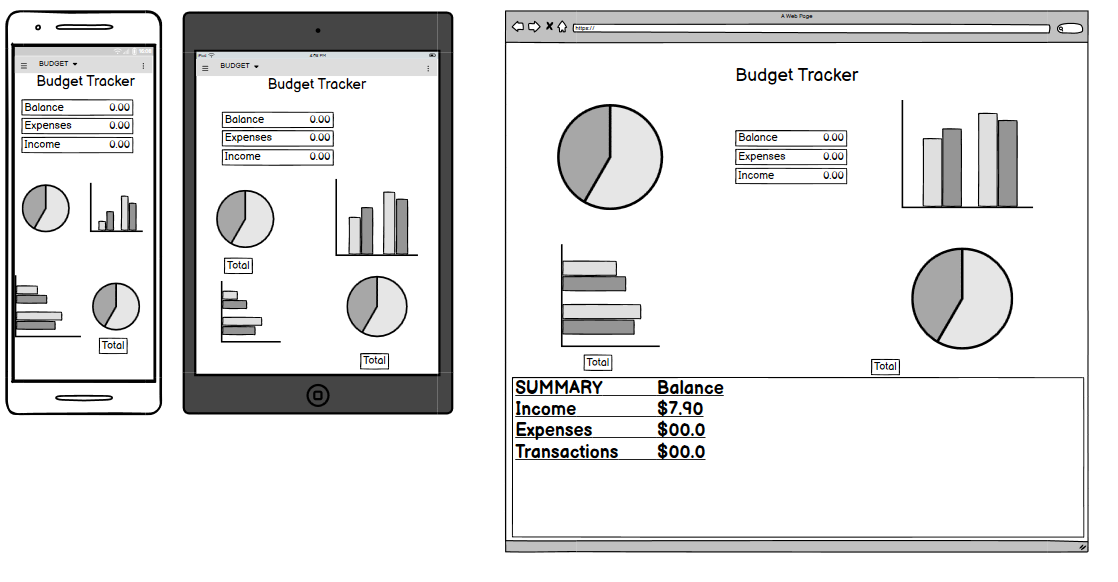 BUDGET
Budget Tracker
Balance 0.00
Expenses 0.00
Income 0.00
Total
iPad 4:56 PM
BUDGET
Budget Tracker
Balance 0.00
Expenses 0.00
Income 0.00
Total
Total
A Web Page
https://
Budget Tracker
Balance 0.00
Expenses 0.00
Income 0.00
Total
Total
SUMMARY Balance
Income $7.90
Expenses $00.0
Transactions $00.0